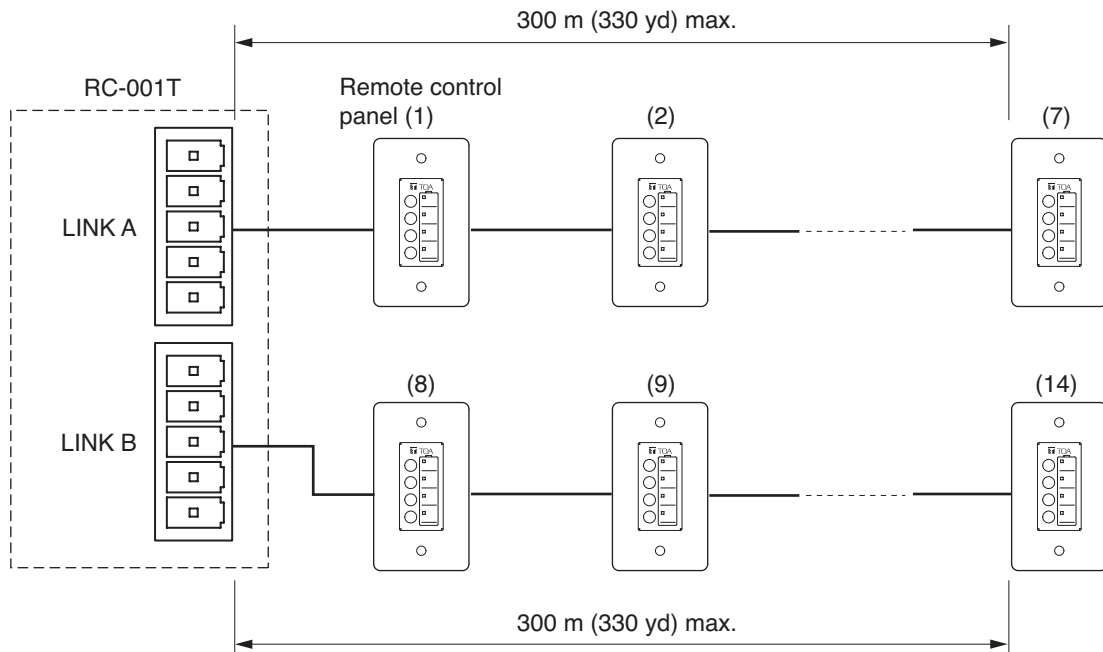 300 m (330 yd) max.
RC-001T
Remote control
panel (1)
(2)
(7)
TOA
TOA
TOA
LINK A
(8)
(9)
(14)
LINK B
TOA
TOA
TOA
300 m (330 yd) max.